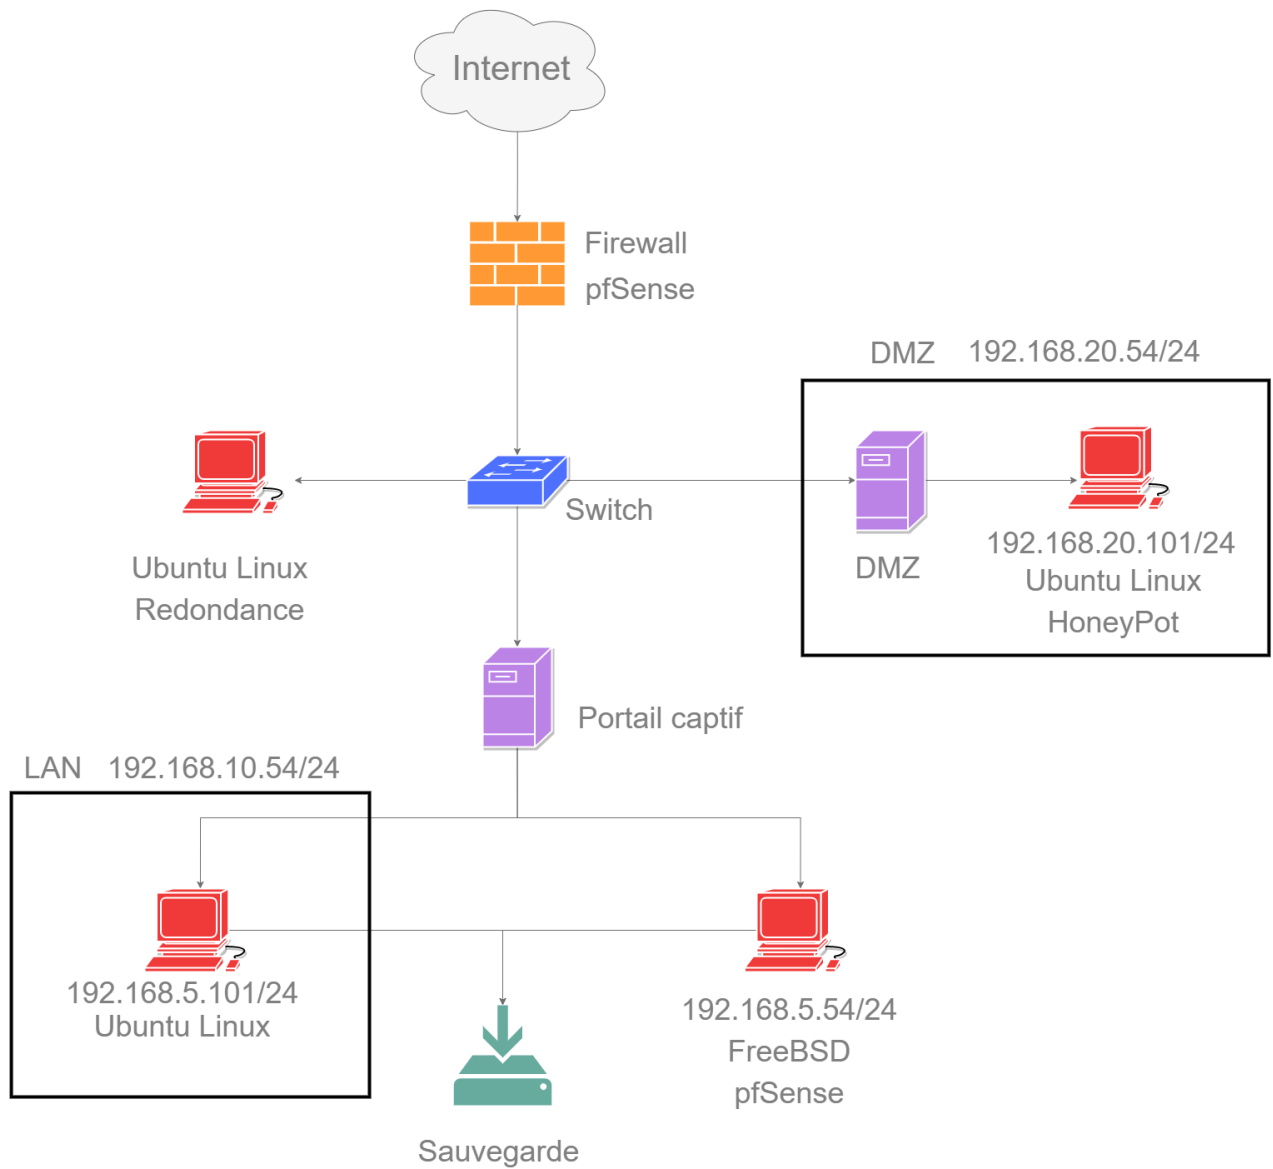 Internet
Firewall
pfSense
DMZ 192.168.20.54/24
Switch
DMZ
192.168.20.101/24
Ubuntu Linux
HoneyPot
Ubuntu Linux
Redondance
Portail captif
LAN 192.168.10.54/24
192.168.5.101/24
Ubuntu Linux
192.168.5.54/24
FreeBSD
pfSense
Sauvegarde